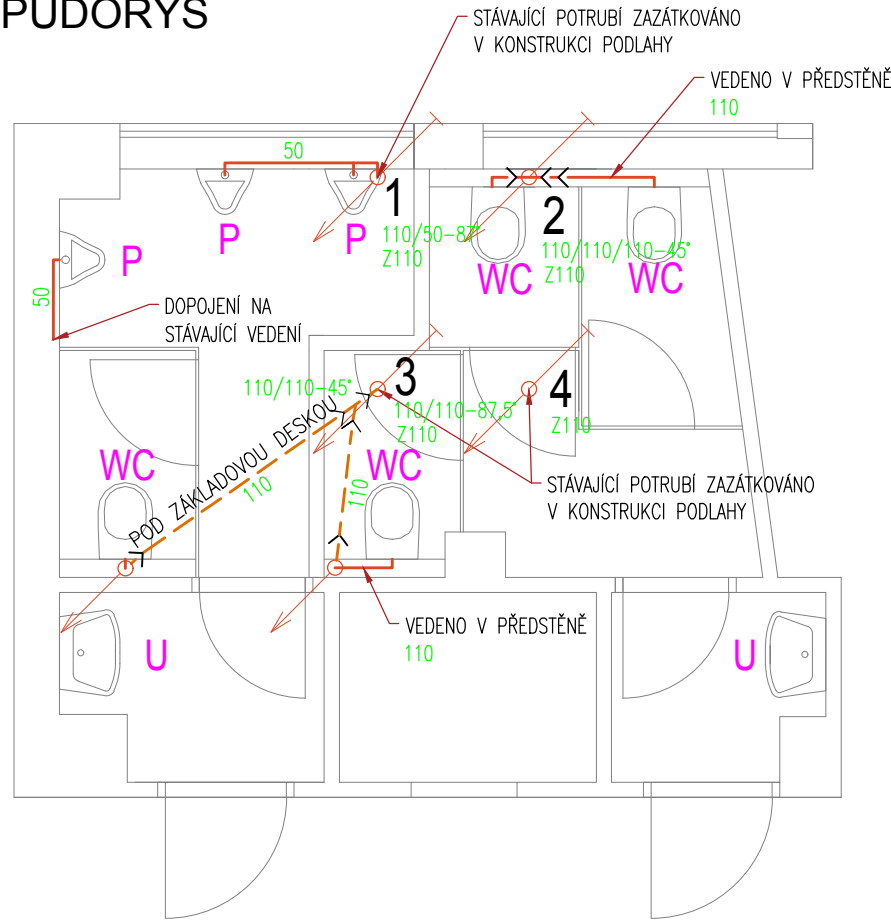 PŮDORYS
STÁVAJÍCÍ POTRUBÍ ZAZÁTKOVÁNO
V KONSTRUKCI PODLAHY
VEDENO V PŘEDSTĚNĚ
110
50
1
110/50-87°
Z110
2
110/110/110-45°
Z110
P
P
P
WC
WC
50
DOPOJENÍ NA
STÁVAJÍCÍ VEDENÍ
110/110-45°
3
110/110-87,5°
Z110
4
Z110
WC
WC
POD ZÁKLADOVOU DESKOU
110
110
STÁVAJÍCÍ POTRUBÍ ZAZÁTKOVÁNO
V KONSTRUKCI PODLAHY
VEDENO V PŘEDSTĚNĚ
110
U
U